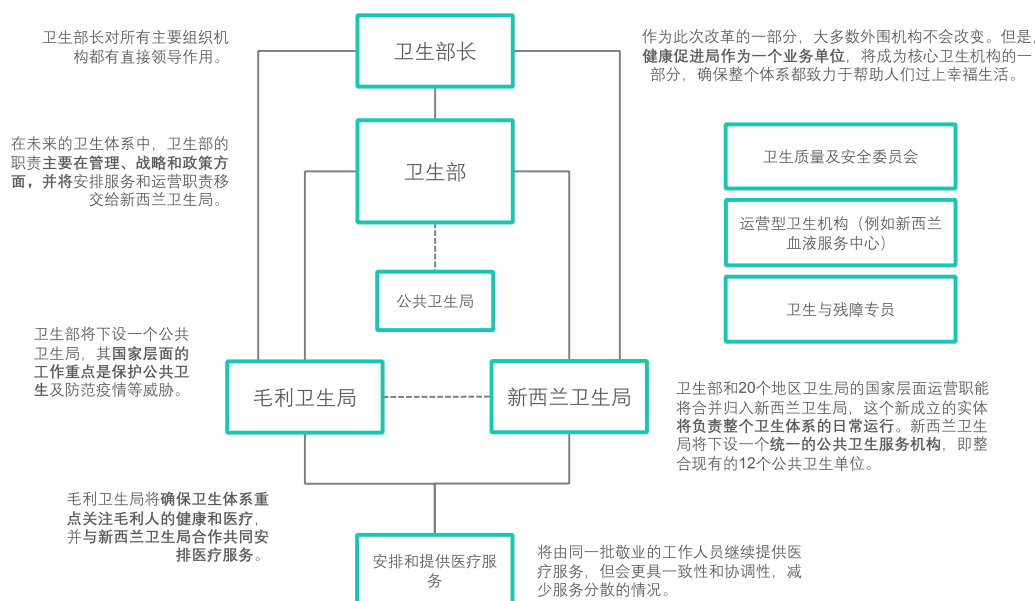 卫生部长对所有主要组织机
构都有直接领导作用。
卫生部长
作为此次改革的一部分，大多数外围机构不会改变。但是，
健康促进局作为一个业务单位，将成为核心卫生机构的一
部分，确保整个体系都致力于帮助人们过上幸福生活。
在未来的卫生体系中，卫生部的
职责主要在管理、战略和政策方
面，并将安排服务和运营职责移
交给新西兰卫生局。
卫生部
卫生质量及安全委员会
运营型卫生机构（例如新西兰
血液服务中心）
卫生与残障专员
公共卫生局
卫生部将下设一个公共
卫生局，其国家层面的
工作重点是保护公共卫
生及防范疫情等威胁。
毛利卫生局
新西兰卫生局
卫生部和20个地区卫生局的国家层面运营职能
将合并归入新西兰卫生局，这个新成立的实体
将负责整个卫生体系的日常运行。新西兰卫生
局将下设一个统一的公共卫生服务机构，即整
合现有的12个公共卫生单位。
毛利卫生局将确保卫生体系重
点关注毛利人的健康和医疗，
并与新西兰卫生局合作共同安
排医疗服务。
安排和提供医疗服
务
将由同一批敬业的工作人员继续提供医
疗服务，但会更具一致性和协调性，减
少服务分散的情况。